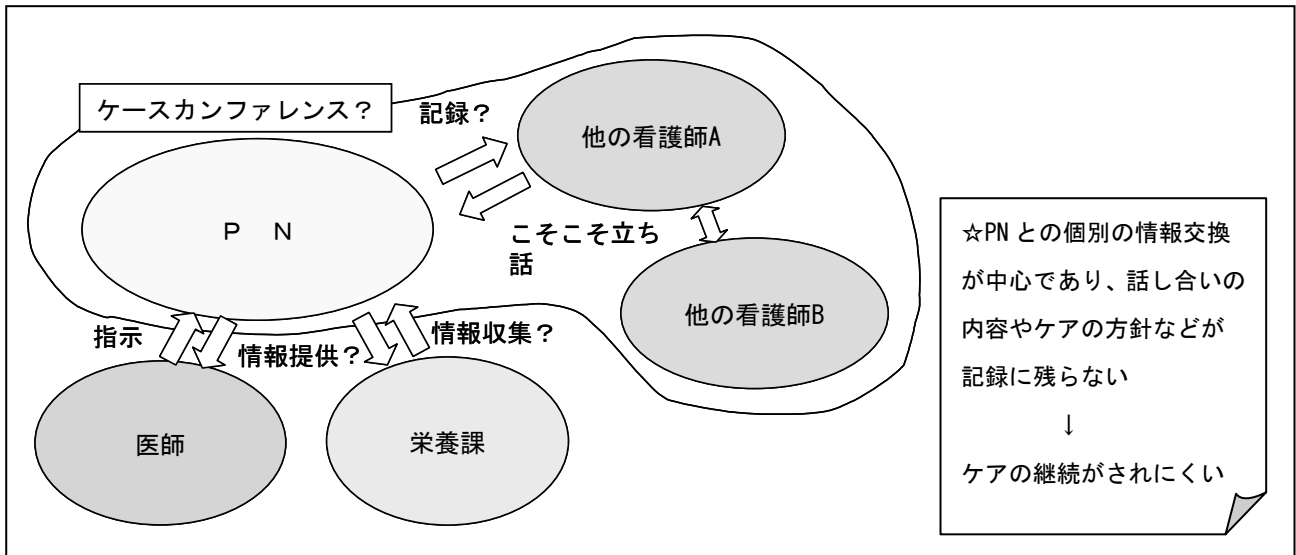 ケースカンファレンス？
記録？
他の看護師A
ＰＮ
こそこそ立ち
話
他の看護師B
指示
情報提供？
情報収集？
医師
栄養課
☆PNとの個別の情報交換
が中心であり、話し合いの
内容やケアの方針などが
記録に残らない
↓
ケアの継続がされにくい